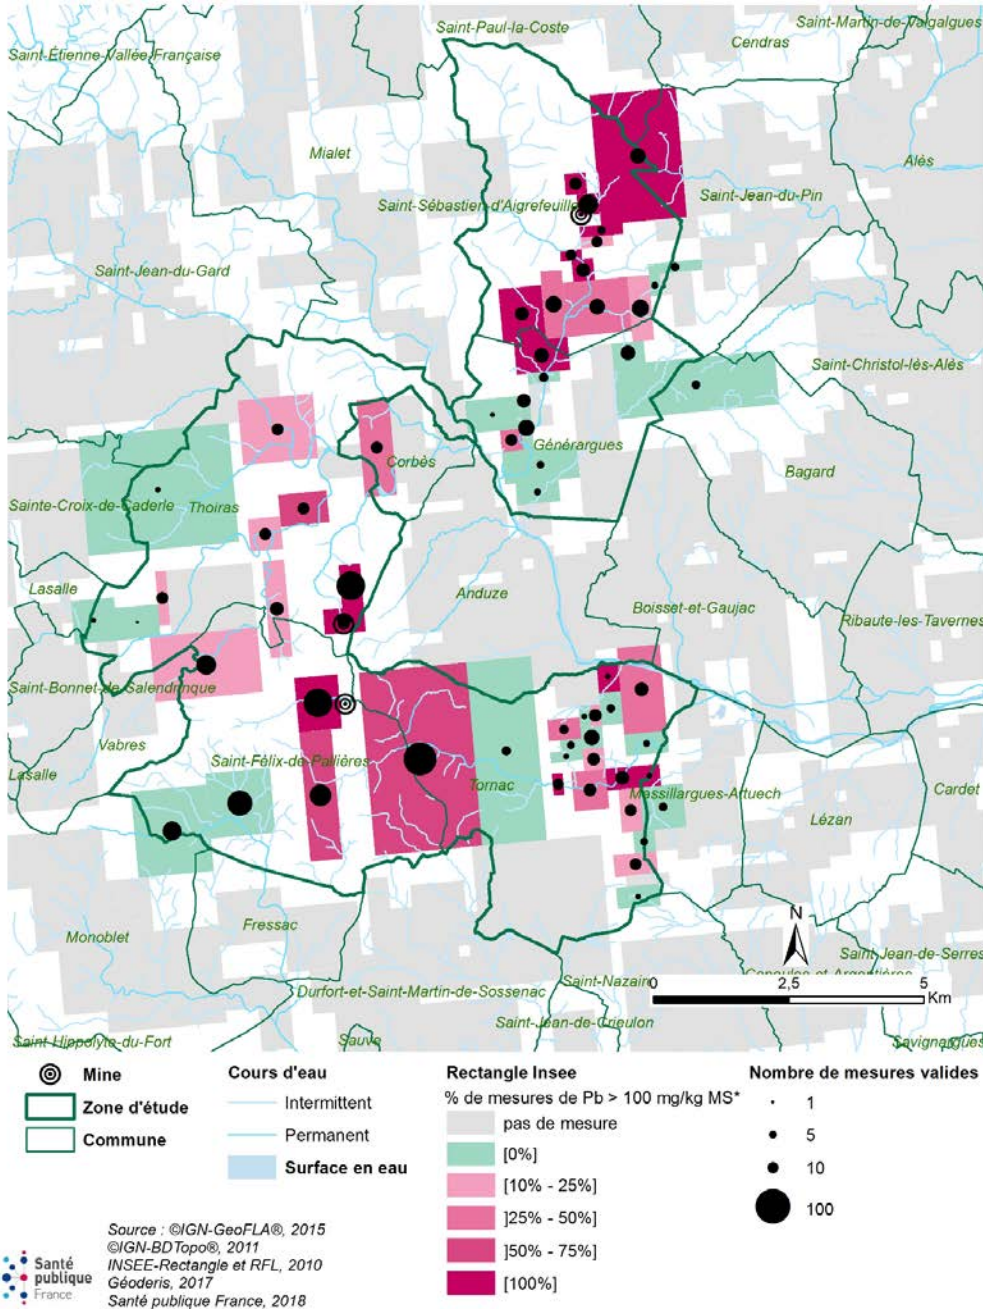 Saint-Paul-la-Coste
Saint-Martin-de-Valgalgues
Cendras
Saint-Étienne-Vallée-Française
Mialet
Alès
Saint-Jean-du-Pin
Saint-Sébastien-d'Aigrefeuille
Saint-Jean-du-Gard
Saint-Christol-lès-Alès
Générargues
Corbès
Bagard
Sainte-Croix-de-Caderle
Thoiras
Lasalle
Anduze
Boisset-et-Gaujac
Ribaute-les-Tavernes
Saint-Bonnet-de-Salendrinque
Vabres
Saint-Félix-de-Pallières
Lasalle
Tornac
Massillargues-Attuech
Cardet
Lézan
Fressac
Monoblet
N
Saint-Jean-de-Serres
Saint-Nazaire
Canaules-et-Argentières
Durfort-et-Saint-Martin-de-Sossenac
0 2,5 5
Km
Saint-Jean-de-Crieulon
Saint-Hippolyte-du-Fort
Sauve
Savignargues
Mine
Zone d'étude
Commune
Cours d'eau
Intermittent
Permanent
Surface en eau
Rectangle Insee
% de mesures de Pb > 100 mg/kg MS*
pas de mesure
[0%]
[10% - 25%]
]25% - 50%]
]50% - 75%]
[100%]
Nombre de mesures valides
1
5
10
100
Santé
publique
France
Source : ©IGN-GeoFLA®, 2015
©IGN-BDTopo®, 2011
INSEE-Rectangle et RFL, 2010
Géoderis, 2017
Santé publique France, 2018